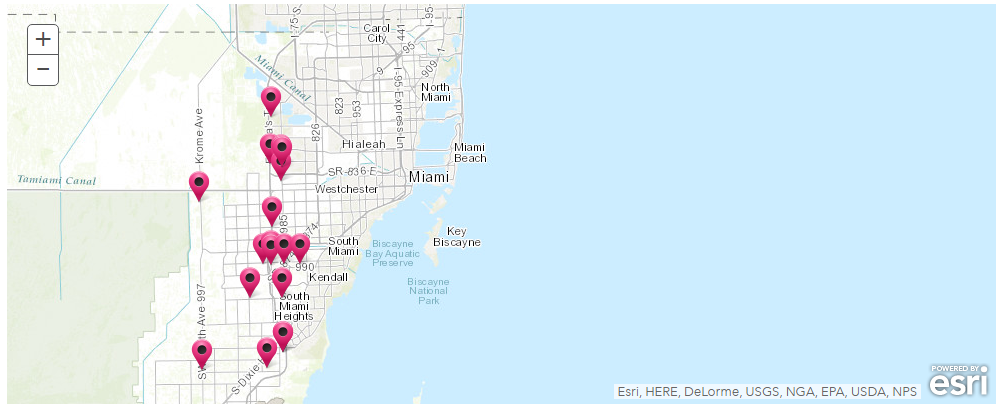 +
−
I-75-S
I-95-
Carol
City
441
95
9
909
1
Miami Canal
I-95-Express-Ln
North
Miami
823
953
826
Krome Ave
Hialeah
Miami
Beach
SR-836-E
Tamiami Canal
Westchester
Miami
985
874
Key
Biscayne
South
Miami
Biscayne
Bay Aquatic
Preserve
990
Kendall
Biscayne
National
Park
South
Miami
Heights
Ave-997
S-Dixie
POWERED BY
esri
Esri, HERE, DeLorme, USGS, NGA, EPA, USDA, NPS